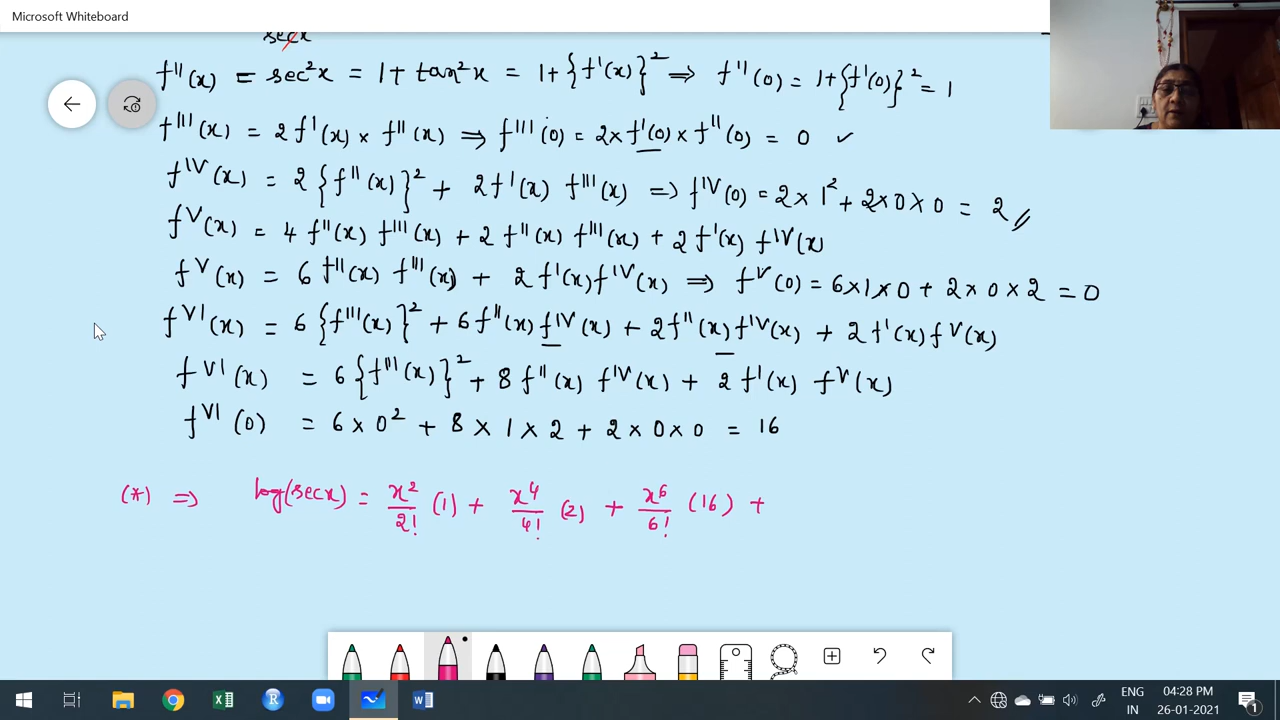 Microsoft Whiteboard
secx
f''(x) = sec²x = 1 + tan²x = 1 + {f'(x)}² ⇒ f''(0) = 1 + {f'(0)}² = 1
f'''(x) = 2 f'(x) × f''(x) ⇒ f'''(0) = 2 × f'(0) × f''(0) = 0 ✓
f^IV(x) = 2 {f''(x)}² + 2 f'(x) f'''(x) ⇒ f^IV(0) = 2 × 1² + 2 × 0 × 0 = 2 //
f^V(x) = 4 f''(x) f'''(x) + 2 f''(x) f'''(x) + 2 f'(x) f^IV(x)
f^V(x) = 6 f''(x) f'''(x) + 2 f'(x) f^IV(x) ⇒ f^V(0) = 6 × 1 × 0 + 2 × 0 × 2 = 0
f^VI(x) = 6 {f'''(x)}² + 6 f''(x) f^IV(x) + 2 f''(x) f^IV(x) + 2 f'(x) f^V(x)
f^VI(x) = 6 {f'''(x)}² + 8 f''(x) f^IV(x) + 2 f'(x) f^V(x)
f^VI(0) = 6 × 0² + 8 × 1 × 2 + 2 × 0 × 0 = 16
(*) ⇒ log(secx) = x²/2! (1) + x⁴/4! (2) + x⁶/6! (16) +
ENG 04:28 PM
IN 26-01-2021